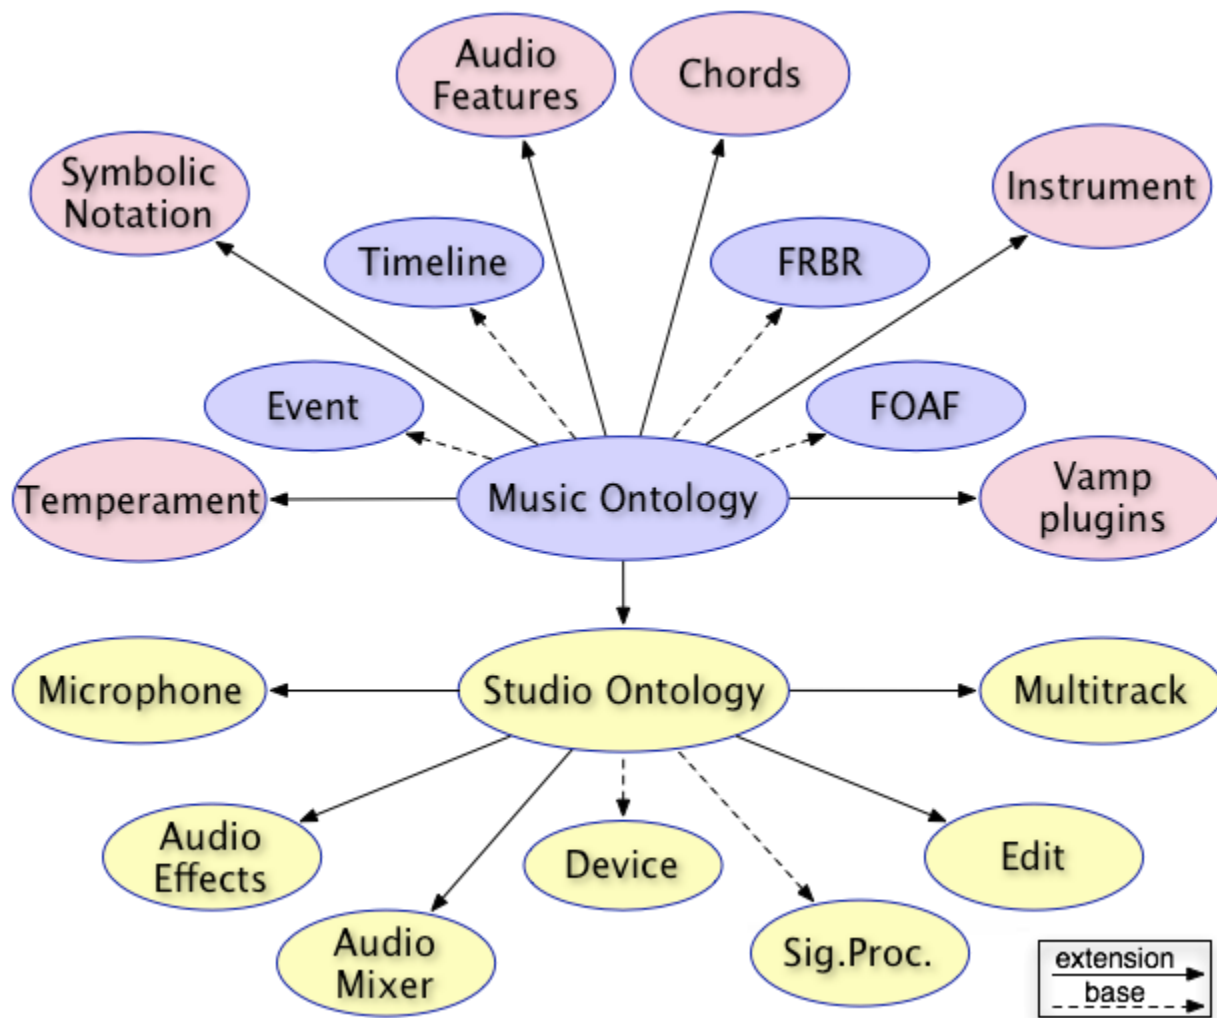 Audio
Features
Chords
Symbolic
Notation
Instrument
Timeline
FRBR
Event
FOAF
Temperament
Music Ontology
Vamp
plugins
Microphone
Studio Ontology
Multitrack
Audio
Effects
Device
Edit
Audio
Mixer
Sig.Proc.
extension
base